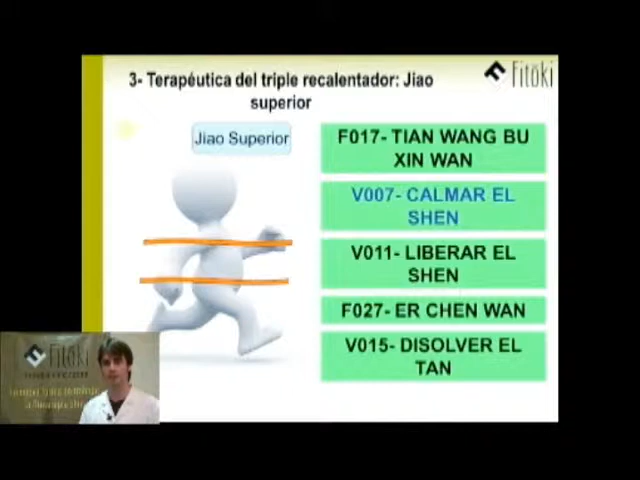 3- Terapéutica del triple recalentador: Jiao
superior
Fitoki
Jiao Superior
F017- TIAN WANG BU
XIN WAN
V007- CALMAR EL
SHEN
V011- LIBERAR EL
SHEN
F027- ER CHEN WAN
V015- DISOLVER EL
TAN
Fitoki